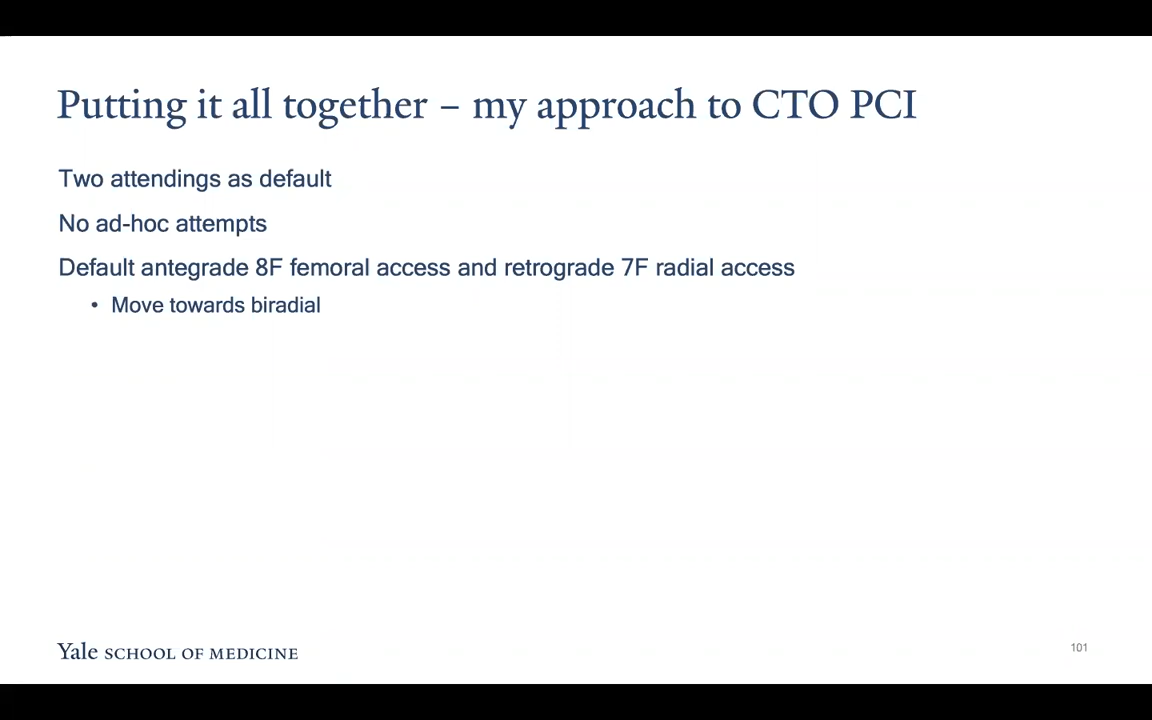 Putting it all together – my approach to CTO PCI
Two attendings as default
No ad-hoc attempts
Default antegrade 8F femoral access and retrograde 7F radial access
• Move towards biradial
Yale SCHOOL OF MEDICINE
101